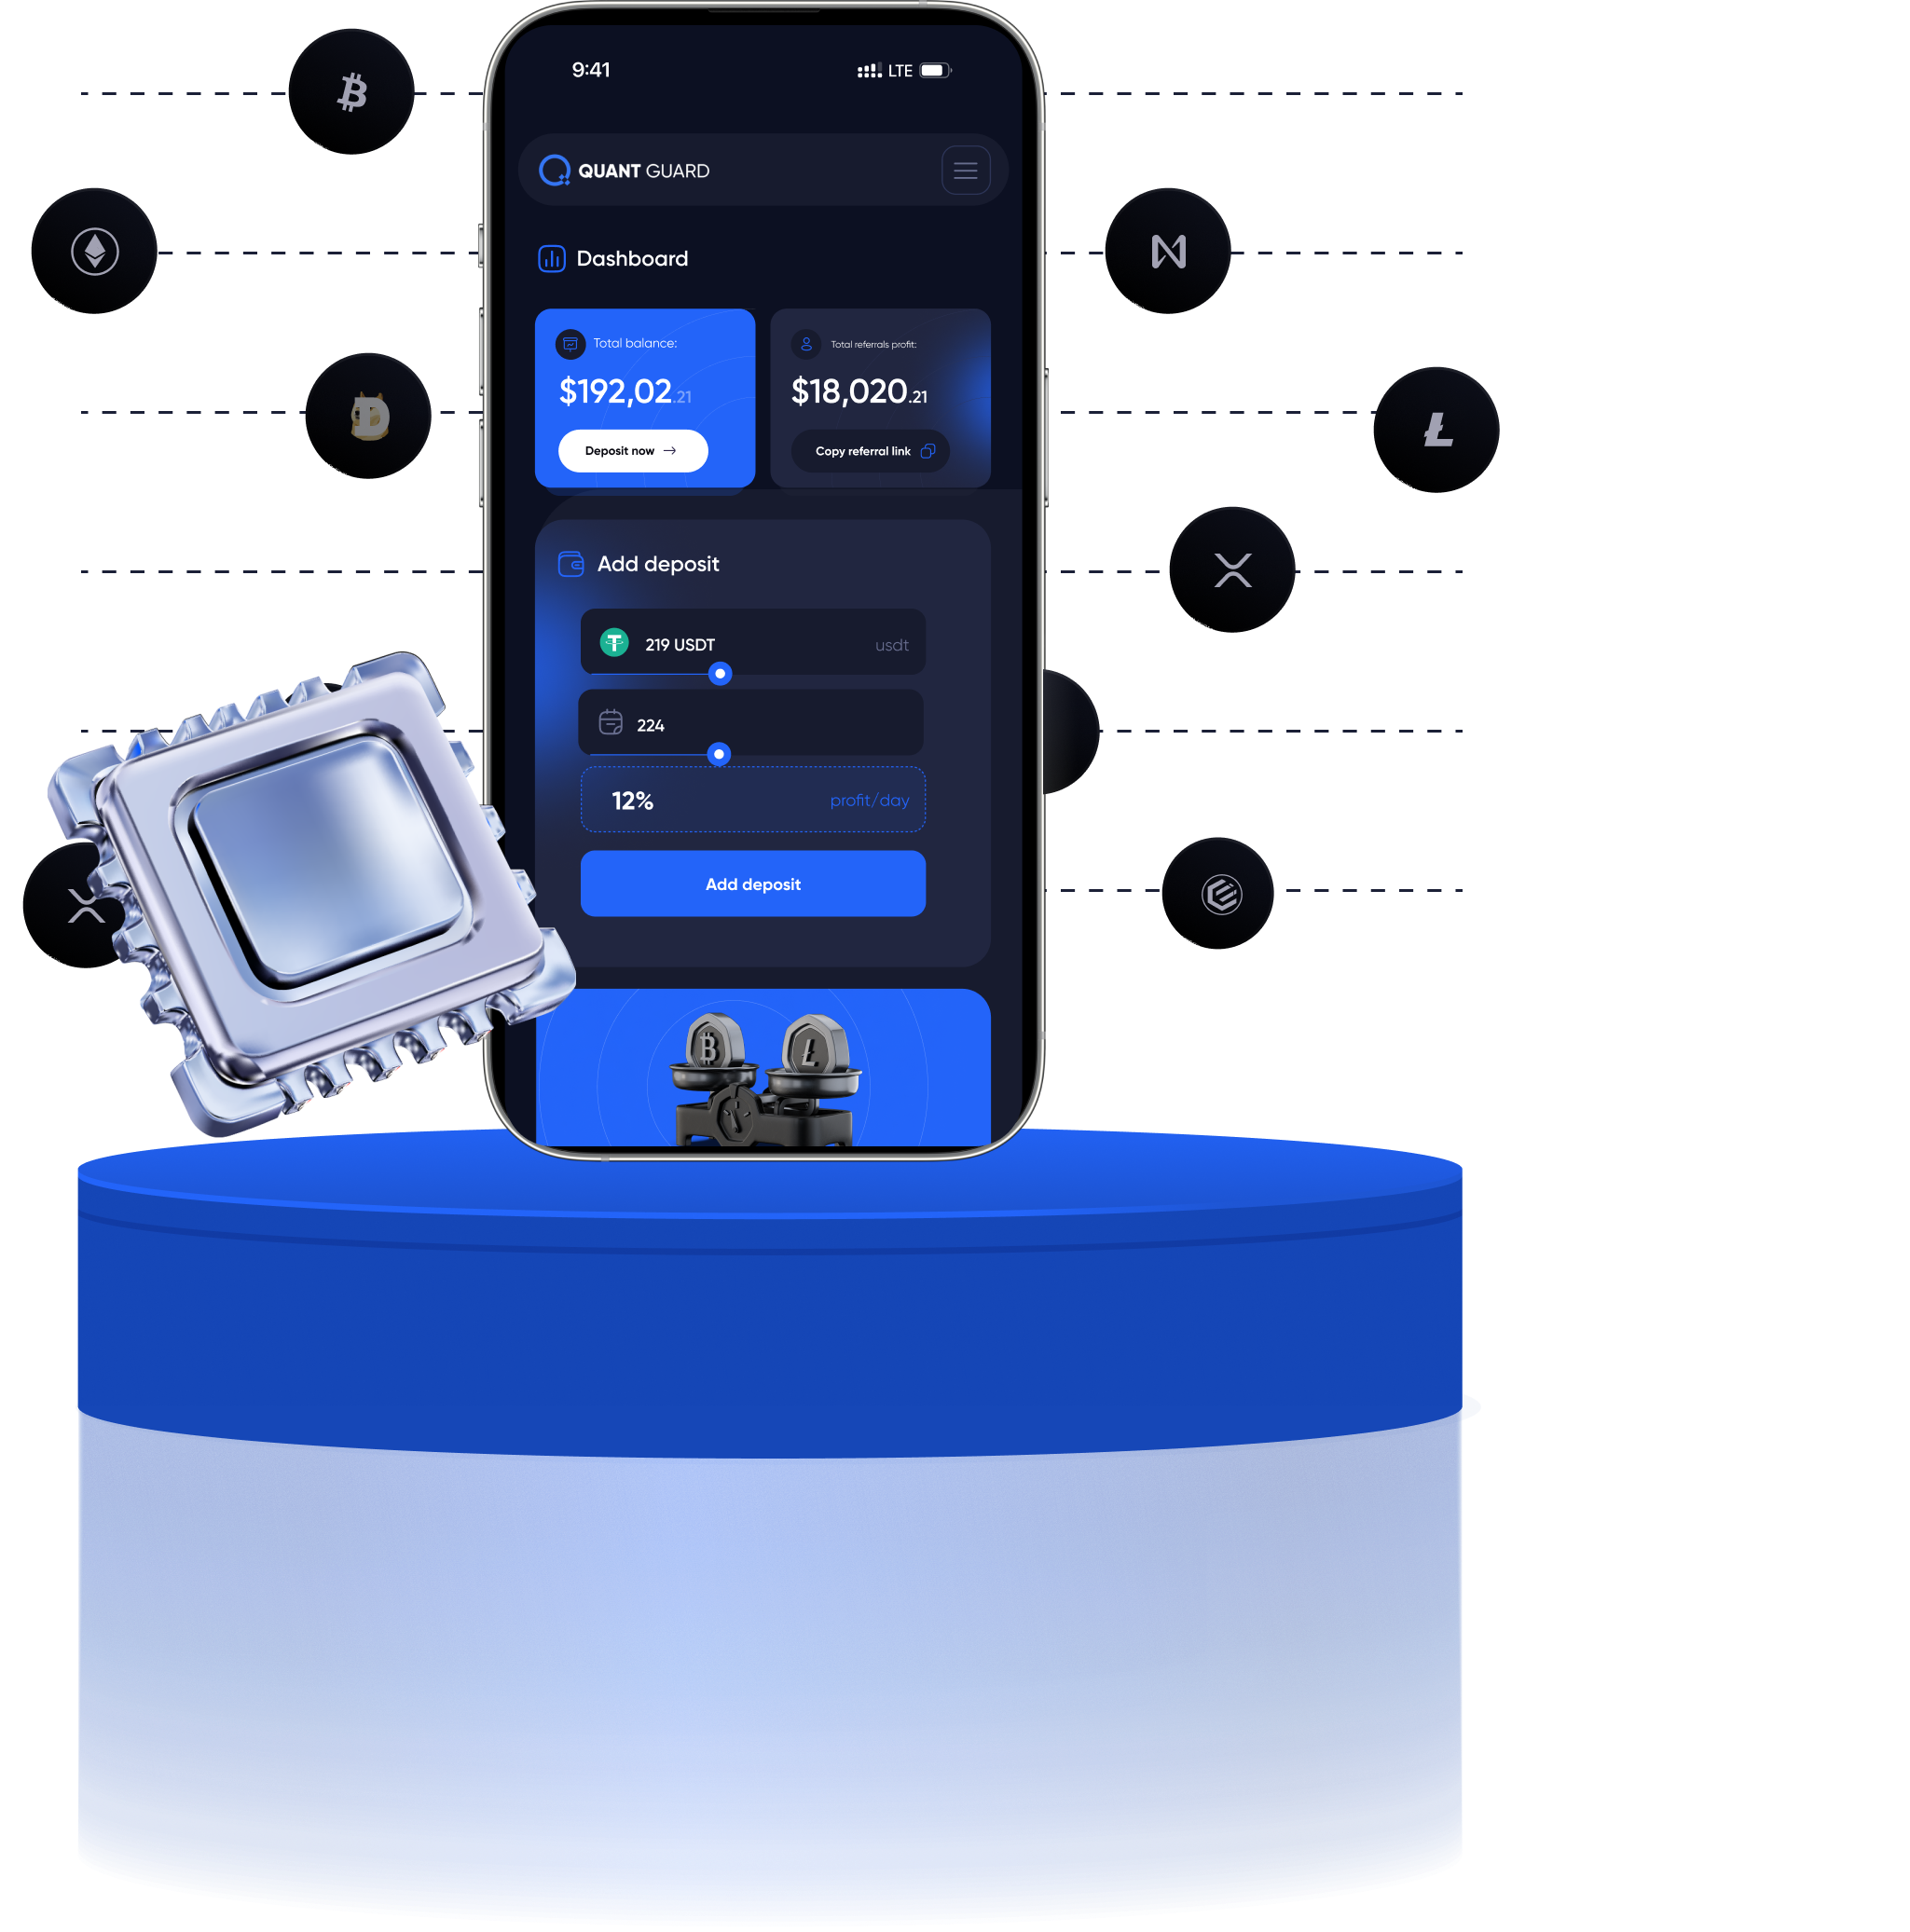 9:41 LTE
QUANT GUARD
Dashboard
Total balance:
$192,02.21
Deposit now
Total referrals profit:
$18,020.21
Copy referral link
Add deposit
219 USDT usdt
224
12% profit/day
Add deposit